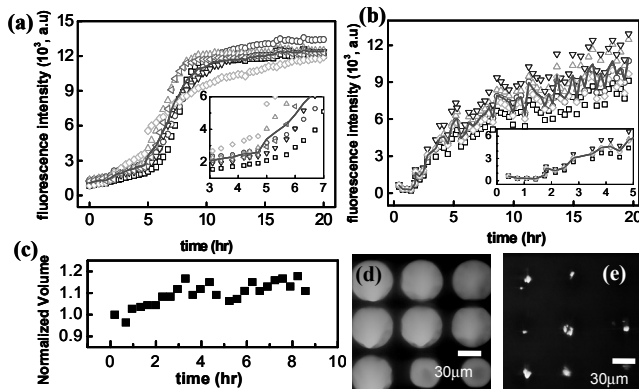 (a)
fluorescence intensity (10³, a.u)
15
12
9
6
3
0
0 5 10 15 20
time (hr)
6
4
2
3 4 5 6 7
(b)
fluorescence intensity (10³, a.u)
12
9
6
3
0
0 5 10 15 20
time (hr)
6
3
0
0 1 2 3 4 5
(c)
Normalized Volume
1.2
1.1
1.0
0.9
0 2 4 6 8 10
time (hr)
(d)
30μm
(e)
30μm